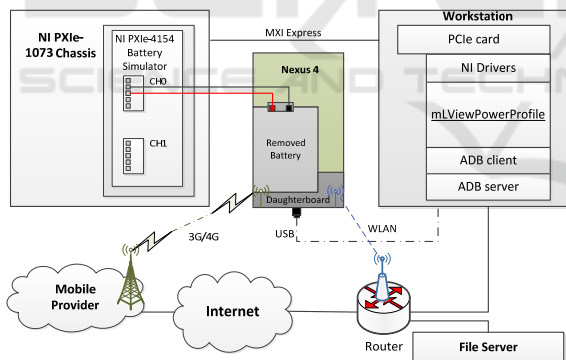 NI PXIe-
1073 Chassis
NI PXIe-4154
Battery
Simulator
CH0
CH1
MXI Express
Nexus 4
Removed
Battery
Daughterboard
USB
WLAN
3G/4G
Workstation
PCIe card
NI Drivers
mLViewPowerProfile
ADB client
ADB server
Mobile
Provider
Internet
Router
File Server